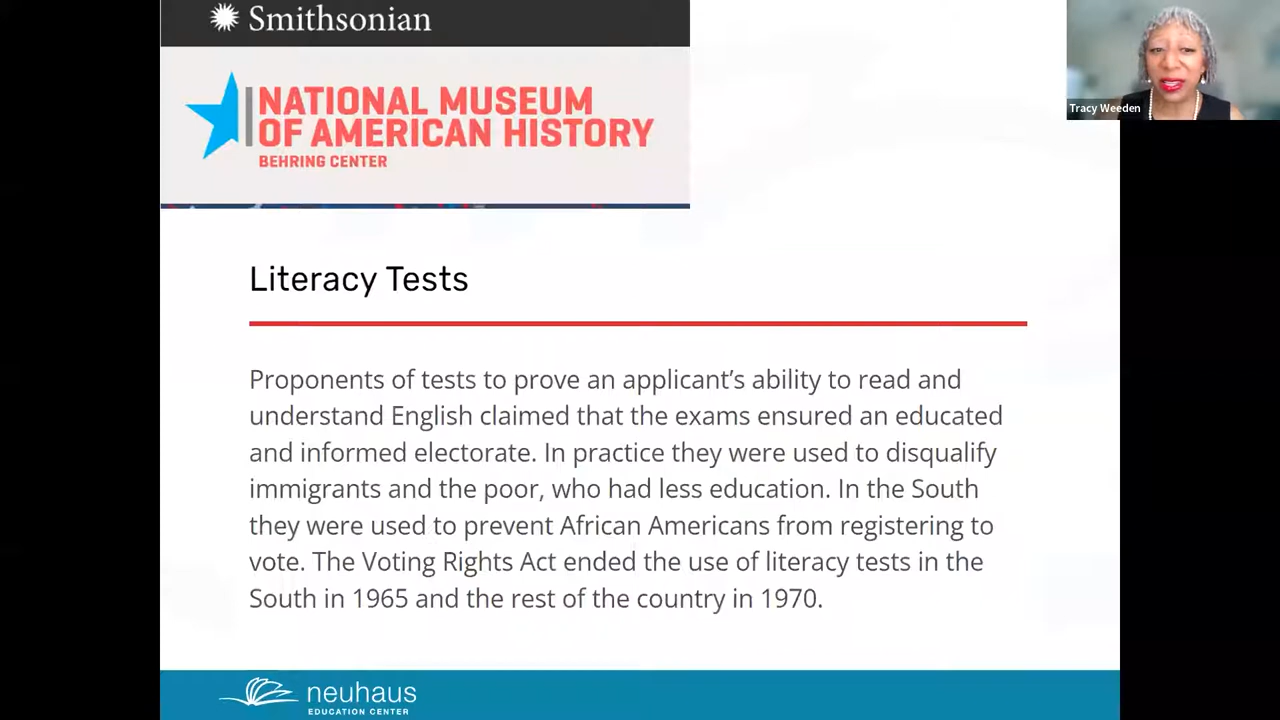 Smithsonian
NATIONAL MUSEUM
OF AMERICAN HISTORY
BEHRING CENTER
Tracy Weeden
Literacy Tests
Proponents of tests to prove an applicant’s ability to read and
understand English claimed that the exams ensured an educated
and informed electorate. In practice they were used to disqualify
immigrants and the poor, who had less education. In the South
they were used to prevent African Americans from registering to
vote. The Voting Rights Act ended the use of literacy tests in the
South in 1965 and the rest of the country in 1970.
neuhaus
EDUCATION CENTER